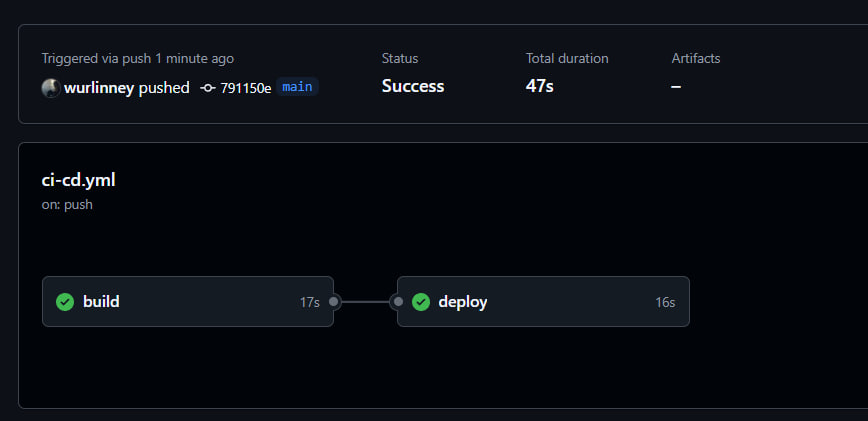 Triggered via push 1 minute ago
Status
Total duration
Artifacts
wurlinney pushed 791150e main
Success
47s
–
ci-cd.yml
on: push
build 17s
deploy 16s